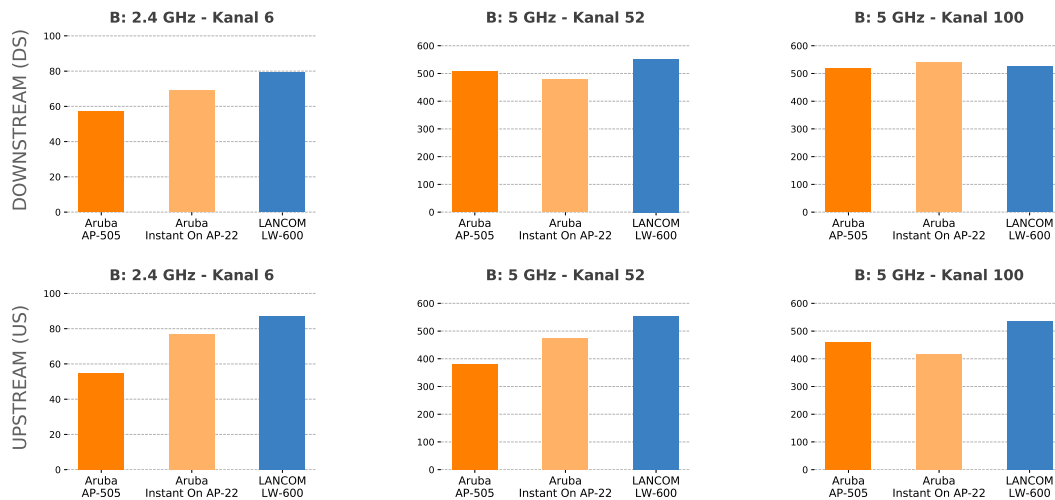 DOWNSTREAM (DS)
B: 2.4 GHz - Kanal 6
100
80
60
40
20
0
Aruba
AP-505
Aruba
Instant On AP-22
LANCOM
LW-600
B: 5 GHz - Kanal 52
600
500
400
300
200
100
0
Aruba
AP-505
Aruba
Instant On AP-22
LANCOM
LW-600
B: 5 GHz - Kanal 100
600
500
400
300
200
100
0
Aruba
AP-505
Aruba
Instant On AP-22
LANCOM
LW-600
UPSTREAM (US)
B: 2.4 GHz - Kanal 6
100
80
60
40
20
0
Aruba
AP-505
Aruba
Instant On AP-22
LANCOM
LW-600
B: 5 GHz - Kanal 52
600
500
400
300
200
100
0
Aruba
AP-505
Aruba
Instant On AP-22
LANCOM
LW-600
B: 5 GHz - Kanal 100
600
500
400
300
200
100
0
Aruba
AP-505
Aruba
Instant On AP-22
LANCOM
LW-600